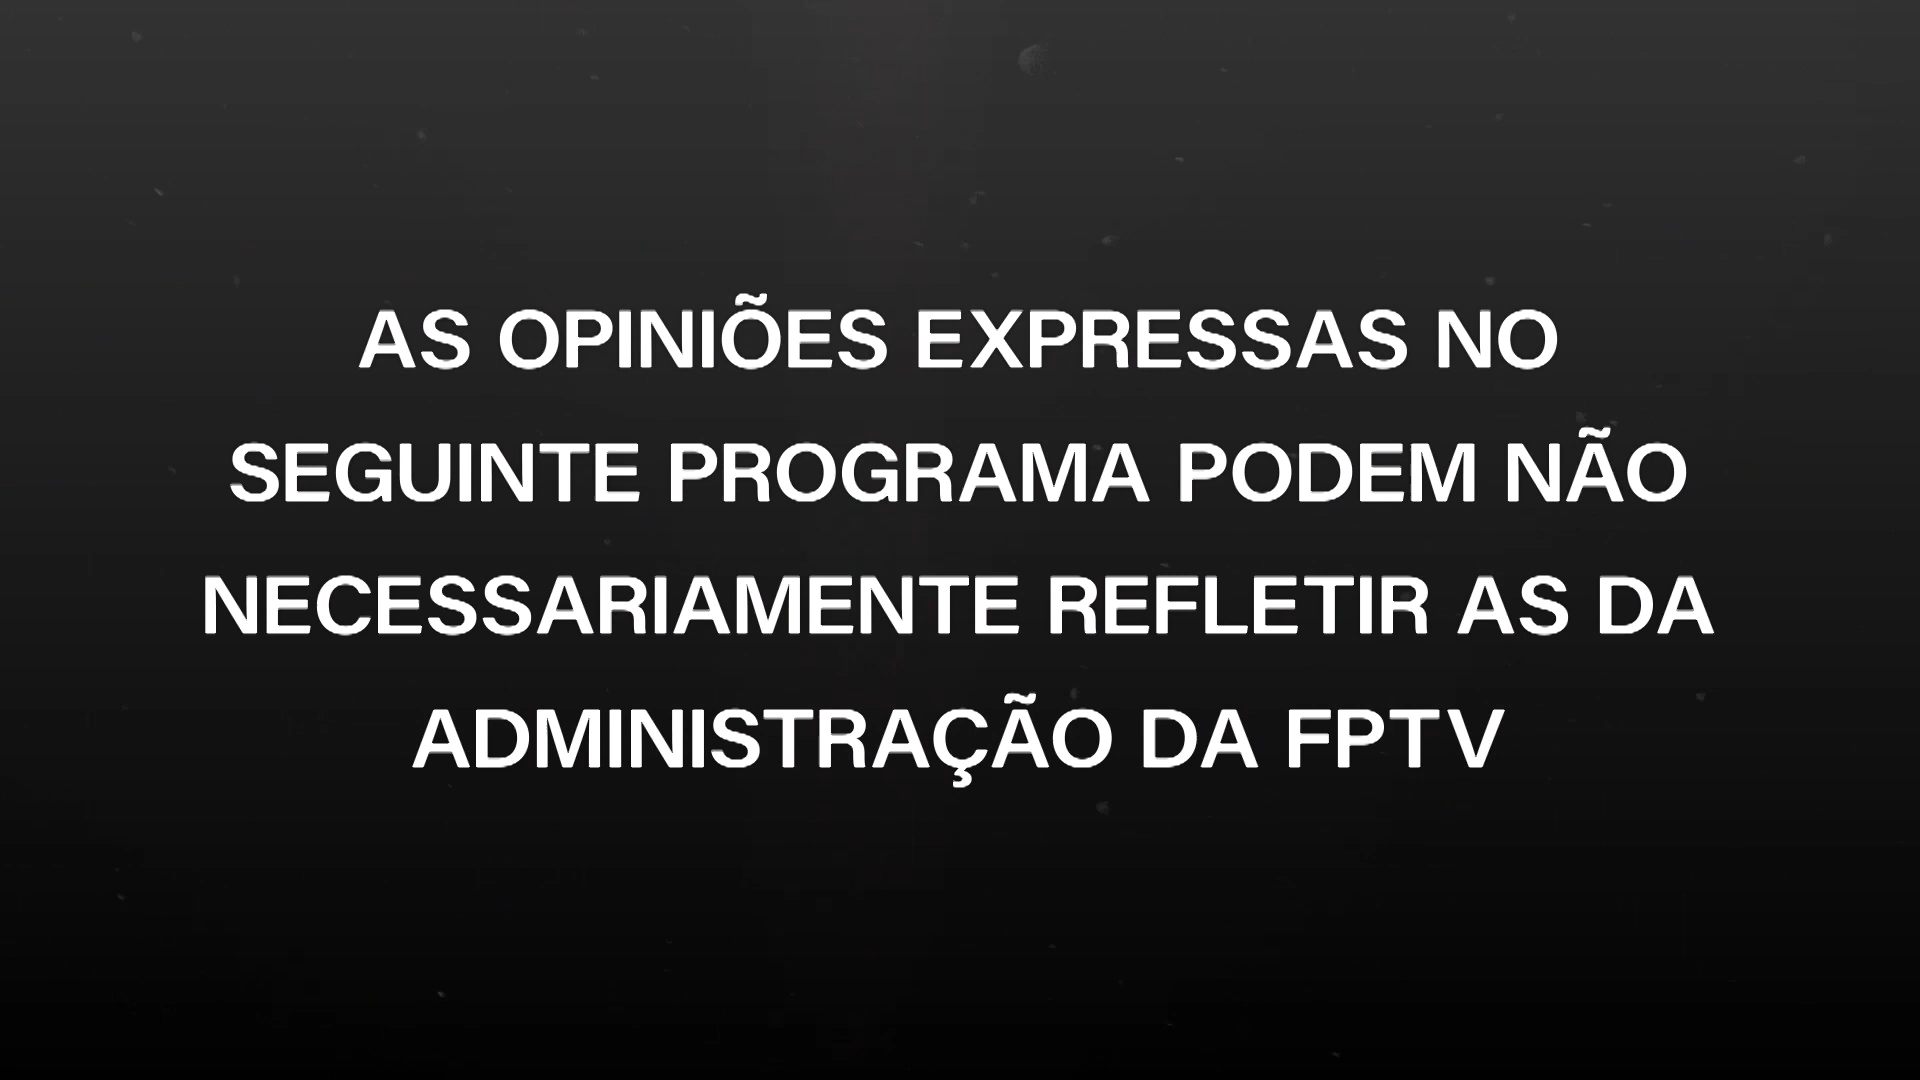 AS OPINIÕES EXPRESSAS NO
SEGUINTE PROGRAMA PODEM NÃO
NECESSARIAMENTE REFLETIR AS DA
ADMINISTRAÇÃO DA FPTV